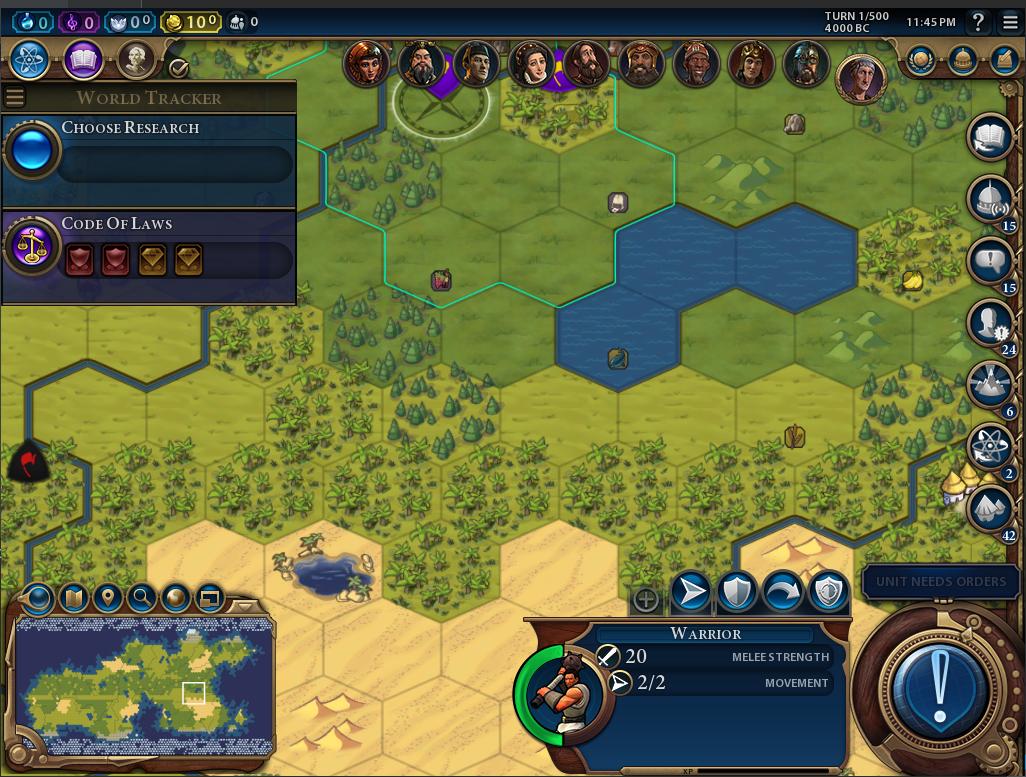 0
0
0⁰
10⁰
0
TURN 1/500
4000 BC
11:45 PM
?
WORLD TRACKER
CHOOSE RESEARCH
CODE OF LAWS
15
15
24
6
2
42
UNIT NEEDS ORDERS
WARRIOR
20 MELEE STRENGTH
2/2 MOVEMENT
XP